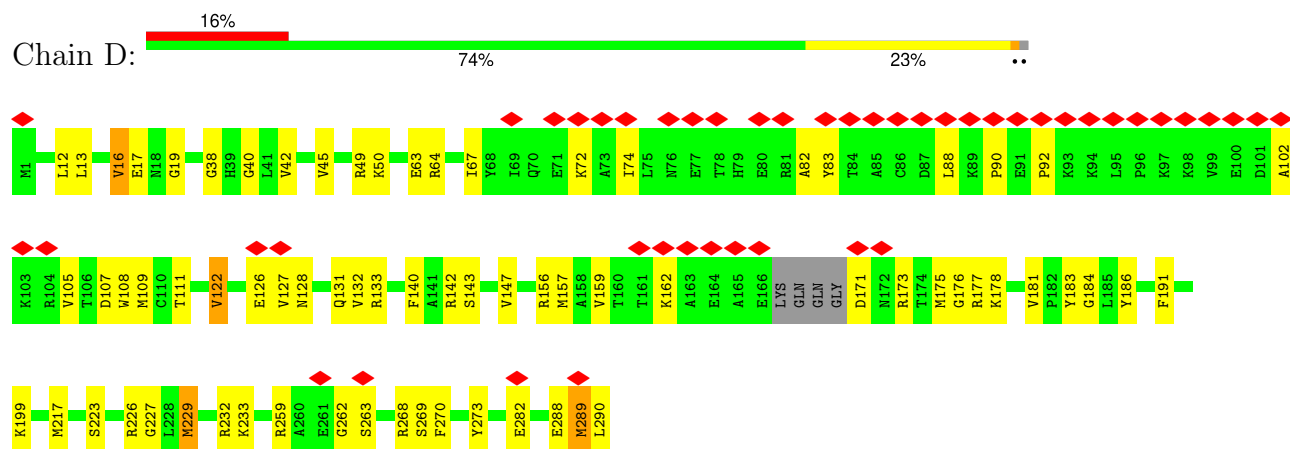 16%
Chain D:
74% 23% ••
M1 L12 L13 V16 E17 N18 G19 G38 H39 G40 L41 V42 V45 R49 K50 E63 R64 I67 Y68 I69 Q70 E71 K72 A73 I74 L75 N76 E77 T78 H79 E80 R81 A82 Y83 T84 A85 C86 D87 L88 K89 P90 E91 P92 K93 K94 L95 P96 K97 K98 V99 E100 D101 A102
K103 R104 V105 T106 D107 W108 M109 C110 T111 V122 E126 V127 N128 Q131 V132 R133 F140 A141 R142 S143 V147 R156 M157 A158 V159 T160 T161 K162 A163 E164 A165 E166 LYS GLN GLN GLY D171 N172 R173 T174 M175 G176 R177 K178 V181 P182 Y183 G184 L185 Y186 F191
K199 M217 S223 R226 G227 L228 M229 R232 K233 R259 A260 E261 G262 S263 R268 S269 F270 Y273 E282 E288 M289 L290